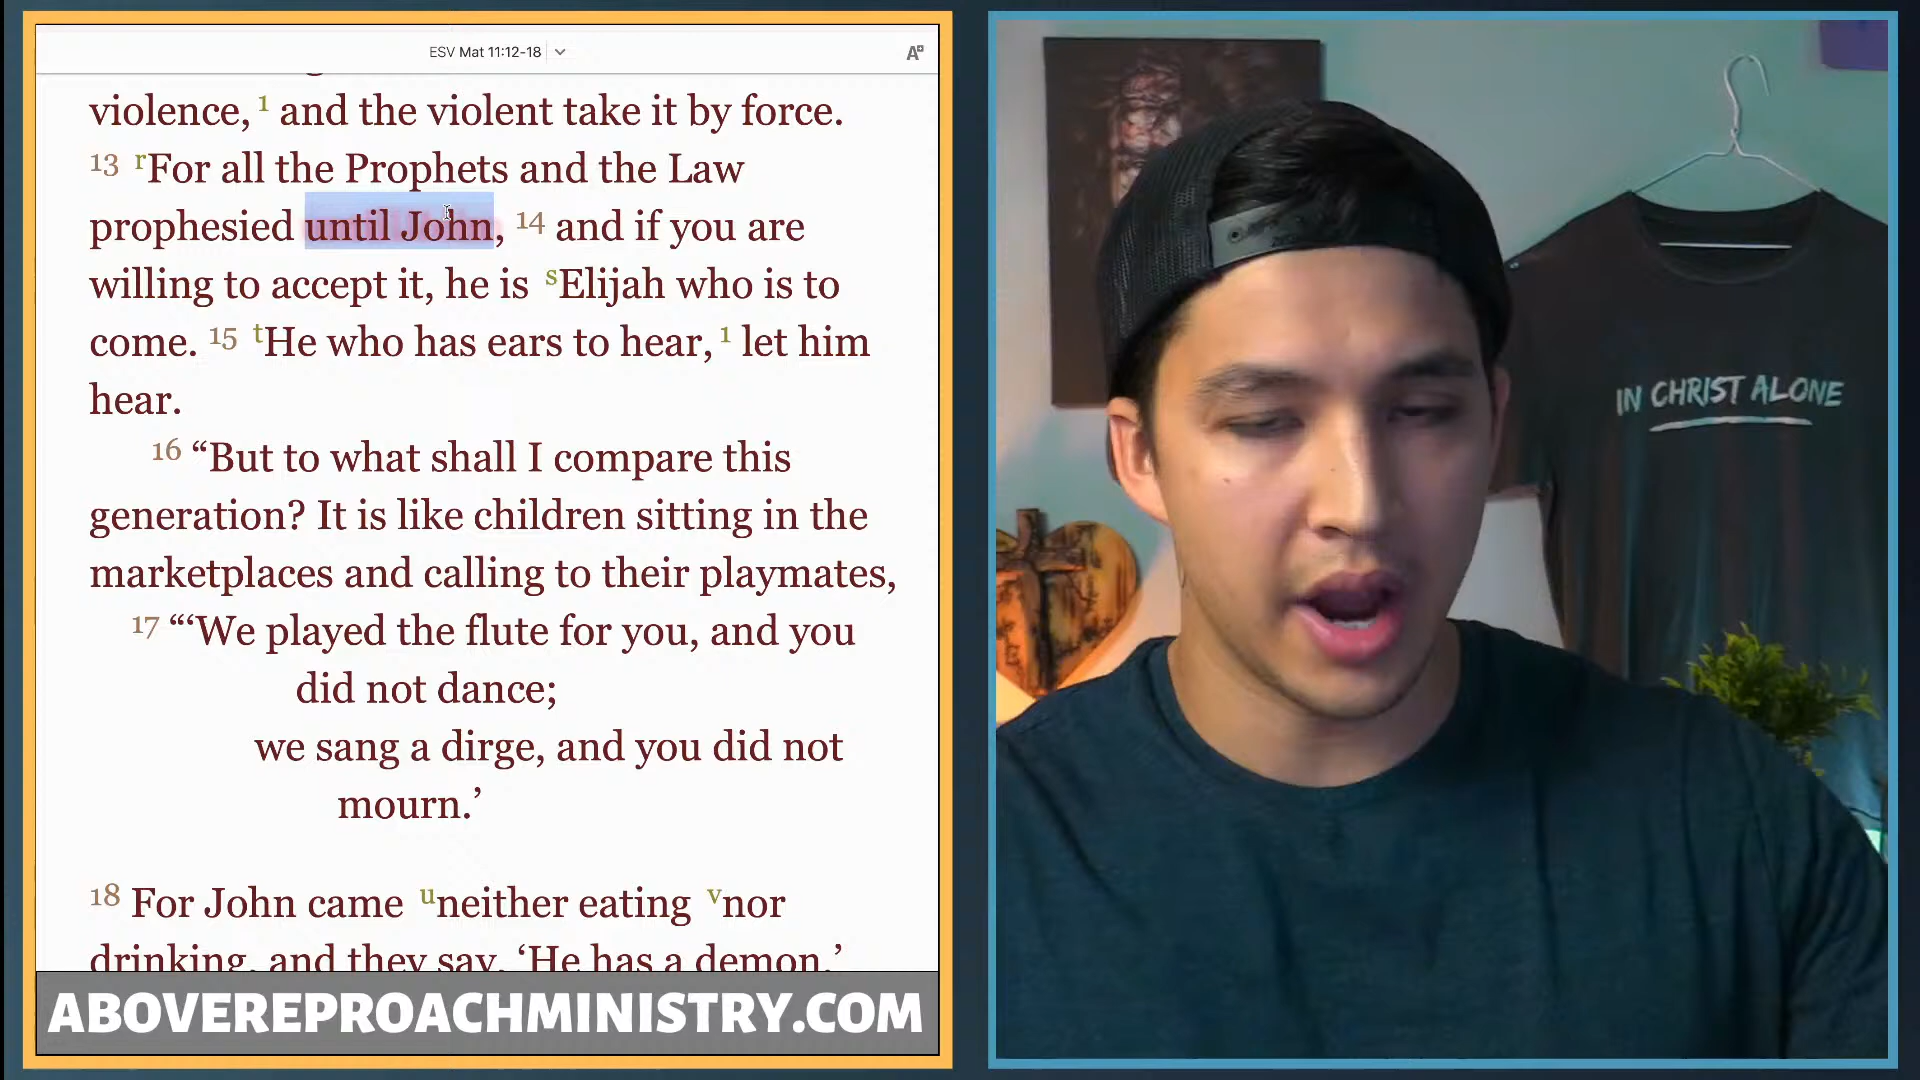 ESV Mat 11:12-18
violence, 1 and the violent take it by force.
13 rFor all the Prophets and the Law
prophesied until John, 14 and if you are
willing to accept it, he is sElijah who is to
come. 15 tHe who has ears to hear, 1 let him
hear.
16 “But to what shall I compare this
generation? It is like children sitting in the
marketplaces and calling to their playmates,
17 “‘We played the flute for you, and you
did not dance;
we sang a dirge, and you did not
mourn.’
18 For John came uneither eating vnor
drinking, and they say, ‘He has a demon.’
ABOVEREPROACHMINISTRY.COM
IN CHRIST ALONE